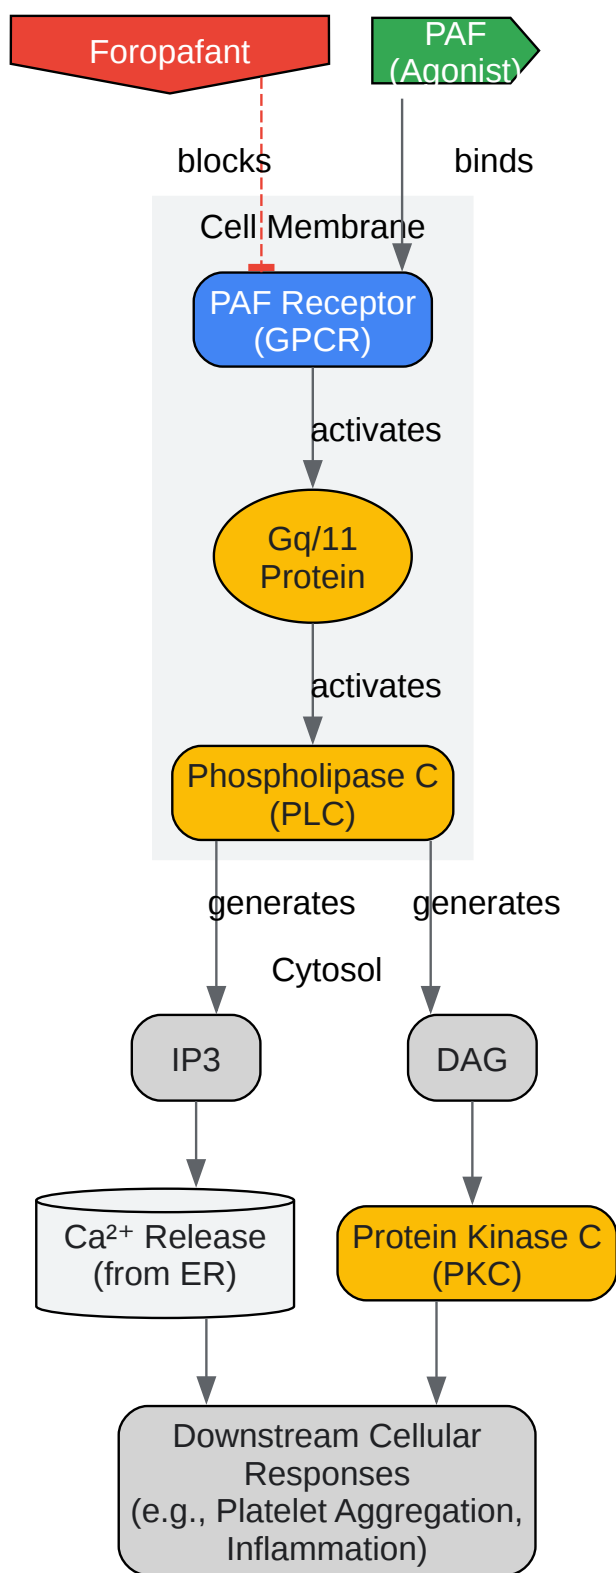 Foropafant
PAF
(Agonist)
blocks
binds
Cell Membrane
PAF Receptor
(GPCR)
activates
Gq/11
Protein
activates
Phospholipase C
(PLC)
generates
generates
Cytosol
IP3
DAG
Ca²⁺ Release
(from ER)
Protein Kinase C
(PKC)
Downstream Cellular
Responses
(e.g., Platelet Aggregation,
Inflammation)